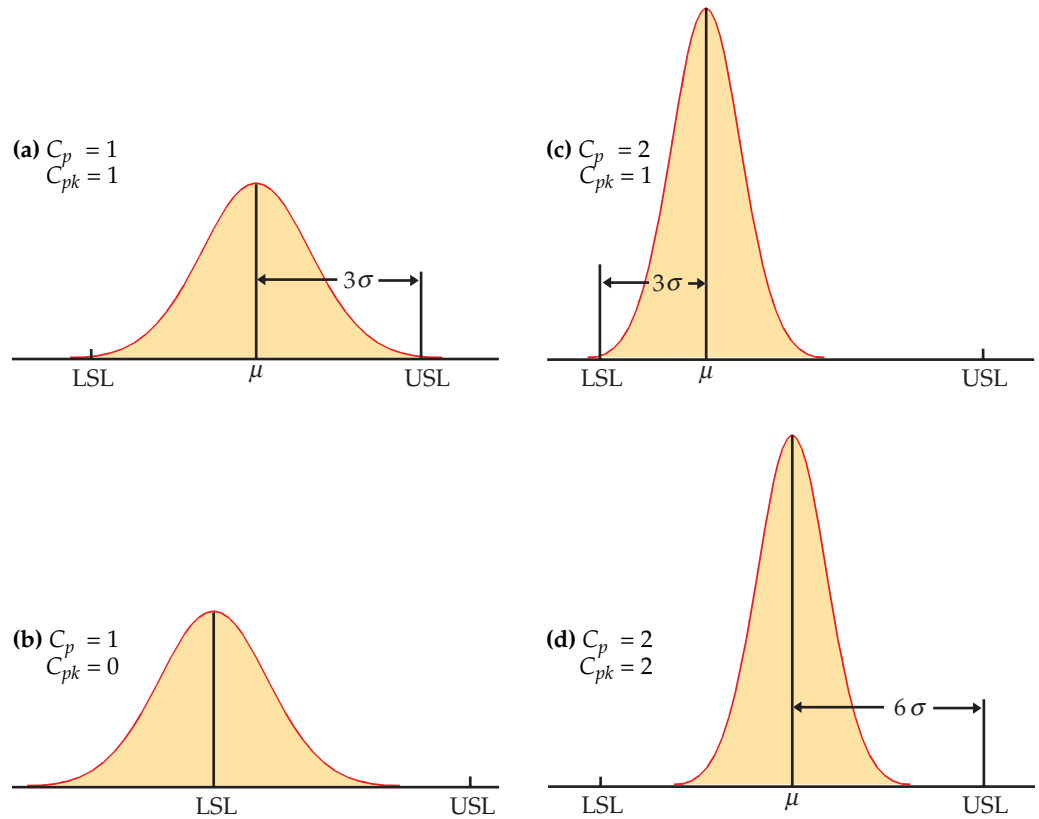 (a) Cp = 1
Cpk = 1
3σ
LSL
μ
USL
(c) Cp = 2
Cpk = 1
3σ
LSL
μ
USL
(b) Cp = 1
Cpk = 0
LSL
USL
(d) Cp = 2
Cpk = 2
6σ
LSL
μ
USL